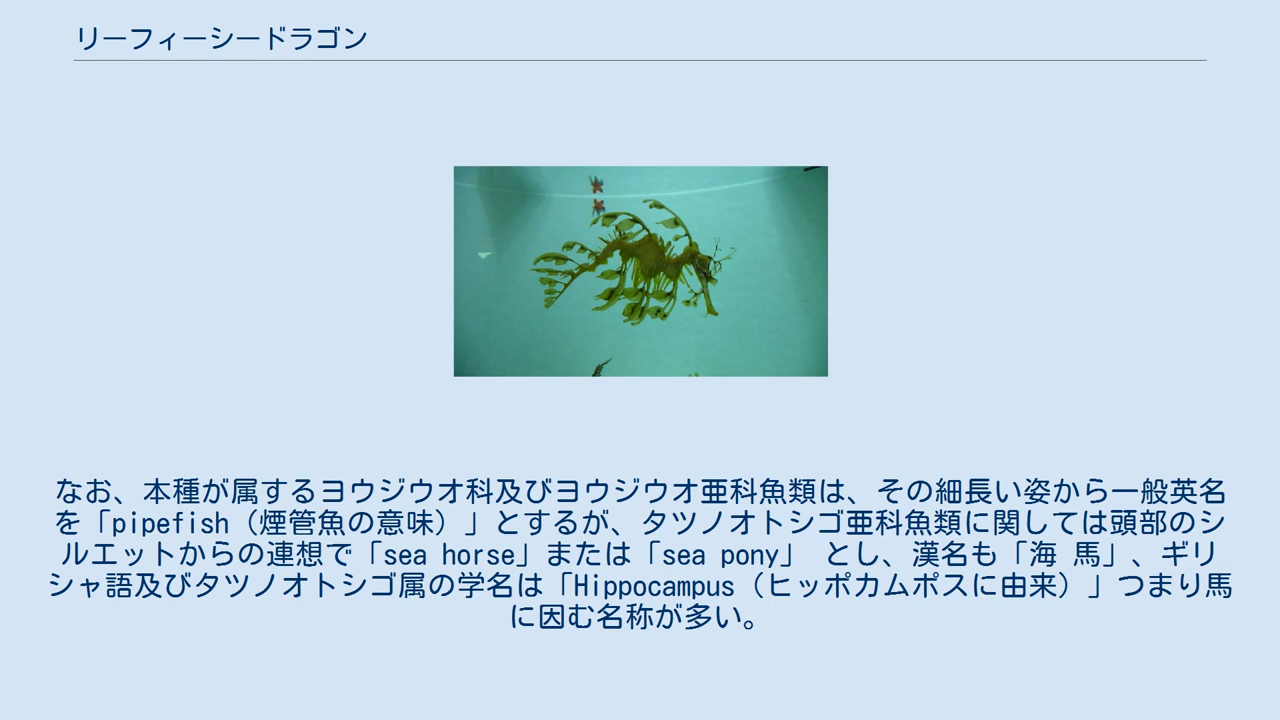 リーフィーシードラゴン
なお、本種が属するヨウジウオ科及びヨウジウオ亜科魚類は、その細長い姿から一般英名
を「pipefish（煙管魚の意味）」とするが、タツノオトシゴ亜科魚類に関しては頭部のシ
ルエットからの連想で「sea horse」または「sea pony」 とし、漢名も「海 馬」、ギリ
シャ語及びタツノオトシゴ属の学名は「Hippocampus（ヒッポカムポスに由来）」つまり馬
に因む名称が多い。